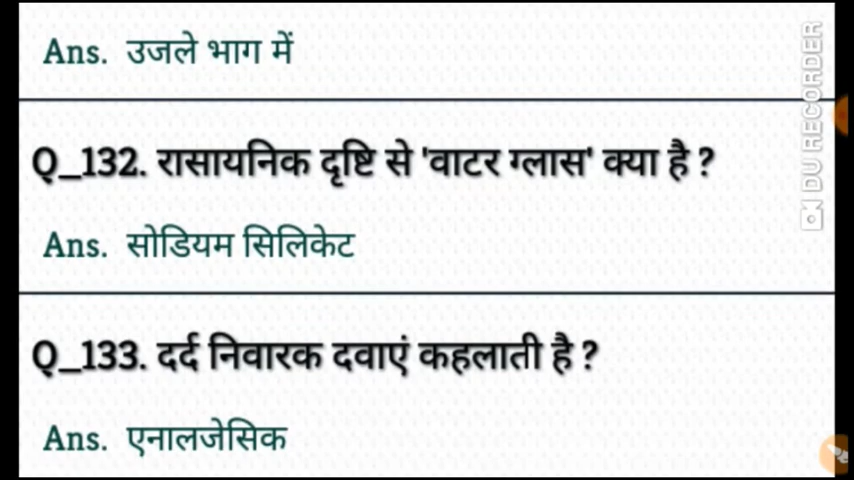 Ans. उजले भाग में
Q_132. रासायनिक दृष्टि से 'वाटर ग्लास' क्या है ?
Ans. सोडियम सिलिकेट
Q_133. दर्द निवारक दवाएं कहलाती है ?
Ans. एनालजेसिक
DU RECORDER